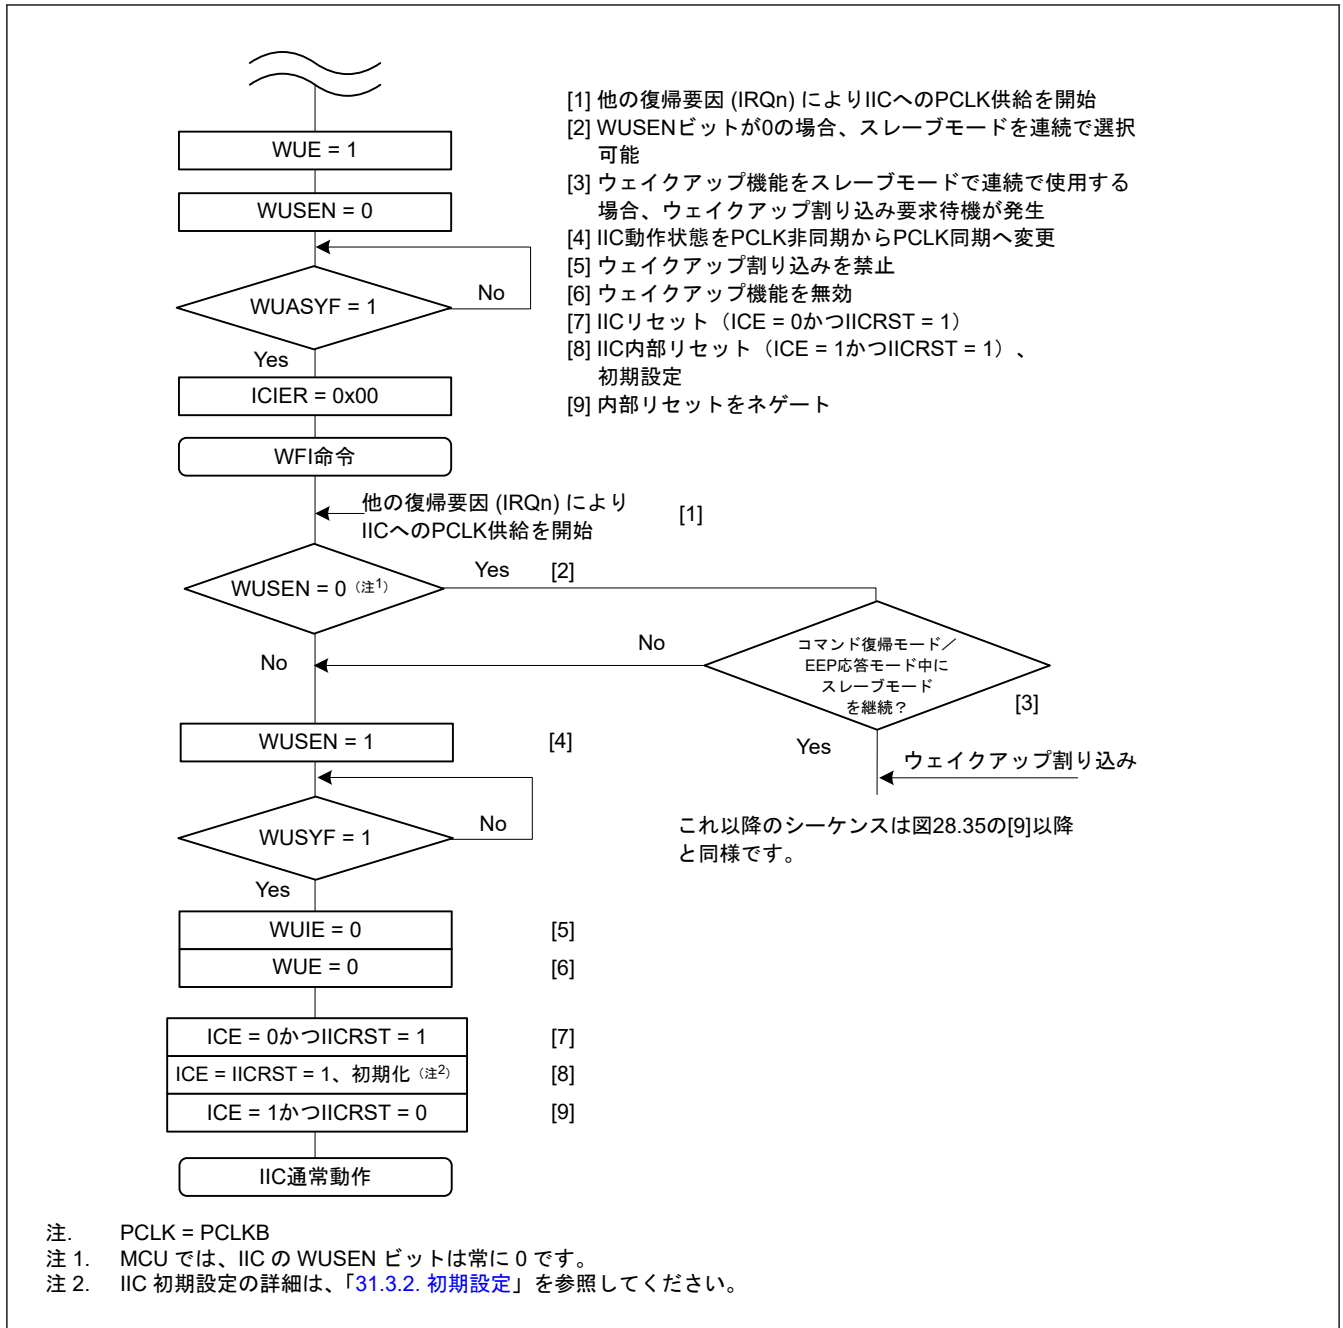 [1] 他の復帰要因 (IRQn) によりIICへのPCLK供給を開始
[2] WUSENビットが0の場合、スレーブモードを連続で選択
可能
[3] ウェイクアップ機能をスレーブモードで連続で使用する
場合、ウェイクアップ割り込み要求待機が発生
[4] IIC動作状態をPCLK非同期からPCLK同期へ変更
[5] ウェイクアップ割り込みを禁止
[6] ウェイクアップ機能を無効
[7] IICリセット（ICE = 0かつIICRST = 1）
[8] IIC内部リセット（ICE = 1かつIICRST = 1）、
初期設定
[9] 内部リセットをネゲート
WUE = 1
WUSEN = 0
WUASYF = 1
No
Yes
ICIER = 0x00
WFI命令
他の復帰要因 (IRQn) により
IICへのPCLK供給を開始
[1]
WUSEN = 0（注1）
Yes
[2]
No
コマンド復帰モード／
EEP応答モード中に
スレーブモード
を継続？
[3]
No
Yes
ウェイクアップ割り込み
これ以降のシーケンスは図28.35の[9]以降
と同様です。
WUSEN = 1
[4]
WUSYF = 1
No
Yes
WUIE = 0
[5]
WUE = 0
[6]
ICE = 0かつIICRST = 1
[7]
ICE = IICRST = 1、初期化（注2）
[8]
ICE = 1かつIICRST = 0
[9]
IIC通常動作
注. PCLK = PCLKB
注 1. MCU では、IIC の WUSEN ビットは常に 0 です。
注 2. IIC 初期設定の詳細は、「31.3.2. 初期設定」を参照してください。